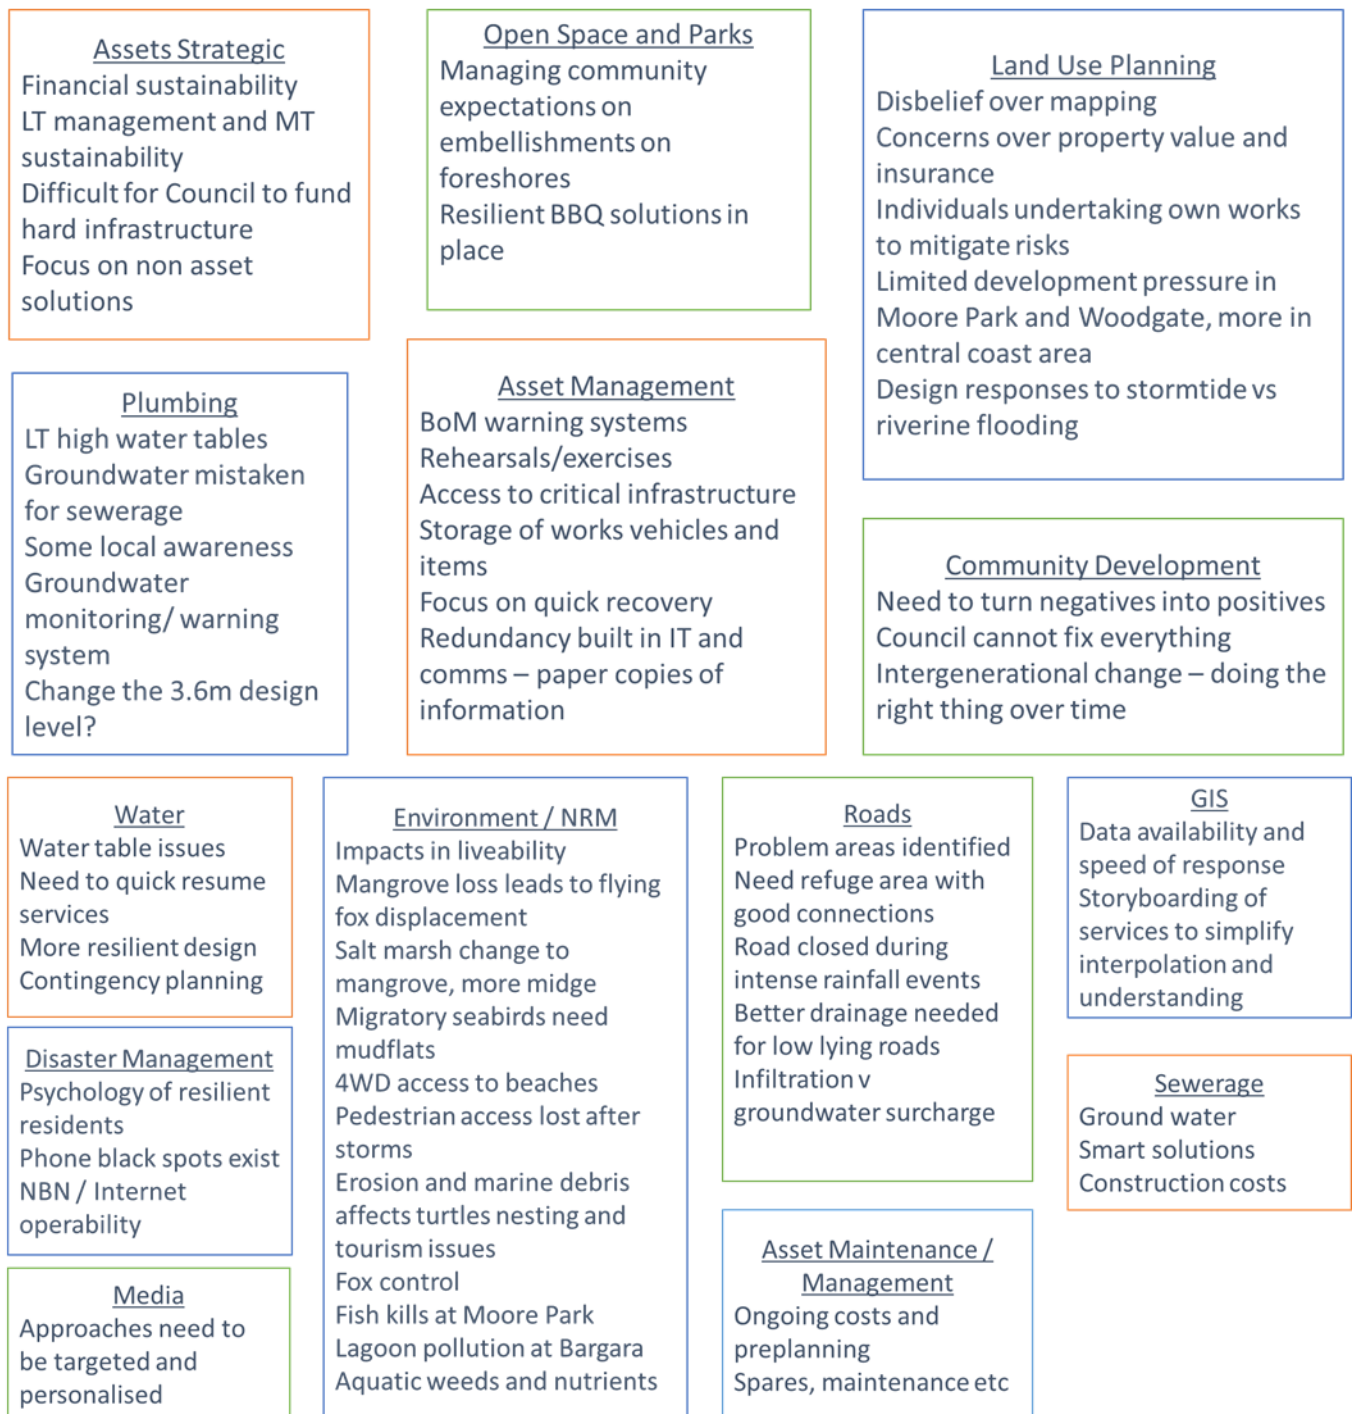 Assets Strategic
Financial sustainability
LT management and MT
sustainability
Difficult for Council to fund
hard infrastructure
Focus on non asset
solutions
Open Space and Parks
Managing community
expectations on
embellishments on
foreshores
Resilient BBQ solutions in
place
Land Use Planning
Disbelief over mapping
Concerns over property value and
insurance
Individuals undertaking own works
to mitigate risks
Limited development pressure in
Moore Park and Woodgate, more in
central coast area
Design responses to stormtide vs
riverine flooding
Plumbing
LT high water tables
Groundwater mistaken
for sewerage
Some local awareness
Groundwater
monitoring/ warning
system
Change the 3.6m design
level?
Asset Management
BoM warning systems
Rehearsals/exercises
Access to critical infrastructure
Storage of works vehicles and
items
Focus on quick recovery
Redundancy built in IT and
comms – paper copies of
information
Community Development
Need to turn negatives into positives
Council cannot fix everything
Intergenerational change – doing the
right thing over time
Water
Water table issues
Need to quick resume
services
More resilient design
Contingency planning
Environment / NRM
Impacts in liveability
Mangrove loss leads to flying
fox displacement
Salt marsh change to
mangrove, more midge
Migratory seabirds need
mudflats
4WD access to beaches
Pedestrian access lost after
storms
Erosion and marine debris
affects turtles nesting and
tourism issues
Fox control
Fish kills at Moore Park
Lagoon pollution at Bargara
Aquatic weeds and nutrients
Roads
Problem areas identified
Need refuge area with
good connections
Road closed during
intense rainfall events
Better drainage needed
for low lying roads
Infiltration v
groundwater surcharge
GIS
Data availability and
speed of response
Storyboarding of
services to simplify
interpolation and
understanding
Disaster Management
Psychology of resilient
residents
Phone black spots exist
NBN / Internet
operability
Sewerage
Ground water
Smart solutions
Construction costs
Media
Approaches need to
be targeted and
personalised
Asset Maintenance /
Management
Ongoing costs and
preplanning
Spares, maintenance etc